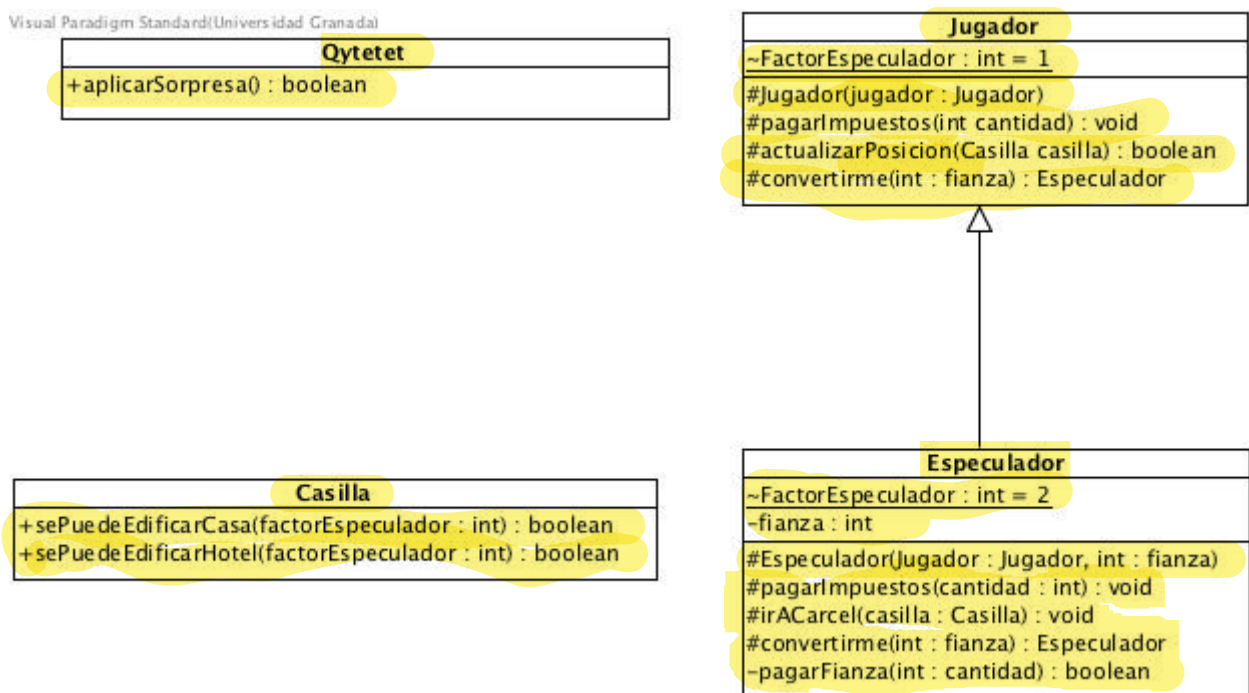 Visual Paradigm Standard(Universidad Granada)
Qytetet
+aplicarSorpresa() : boolean
Jugador
~FactorEspeculador : int = 1
#Jugador(jugador : Jugador)
#pagarImpuestos(int cantidad) : void
#actualizarPosicion(Casilla casilla) : boolean
#convertirme(int : fianza) : Especulador
Casilla
+sePuedeEdificarCasa(factorEspeculador : int) : boolean
+sePuedeEdificarHotel(factorEspeculador : int) : boolean
Especulador
~FactorEspeculador : int = 2
-fianza : int
#Especulador(Jugador : Jugador, int : fianza)
#pagarImpuestos(cantidad : int) : void
#irACarcel(casilla : Casilla) : void
#convertirme(int : fianza) : Especulador
-pagarFianza(int : cantidad) : boolean